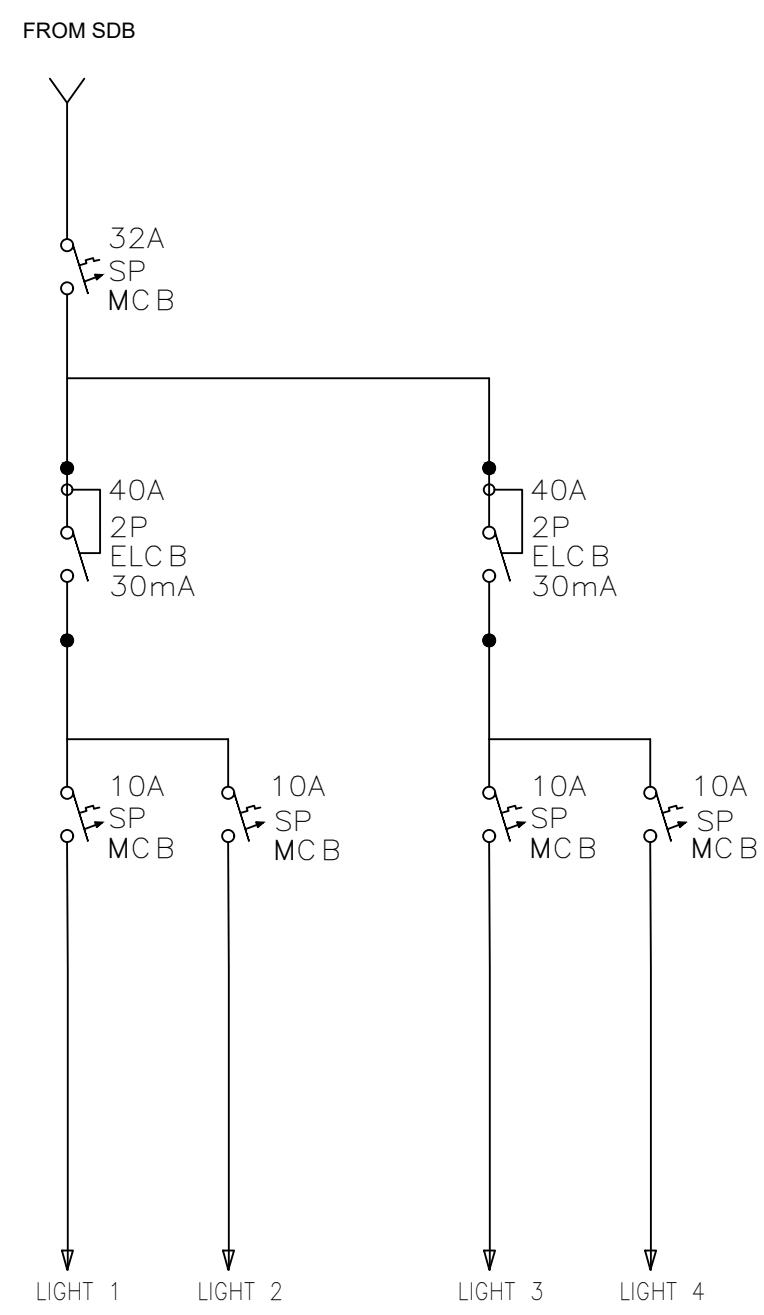 FROM SDB
32A
SP
MCB
40A
2P
ELCB
30mA
40A
2P
ELCB
30mA
10A
SP
MCB
10A
SP
MCB
10A
SP
MCB
10A
SP
MCB
LIGHT 1
LIGHT 2
LIGHT 3
LIGHT 4